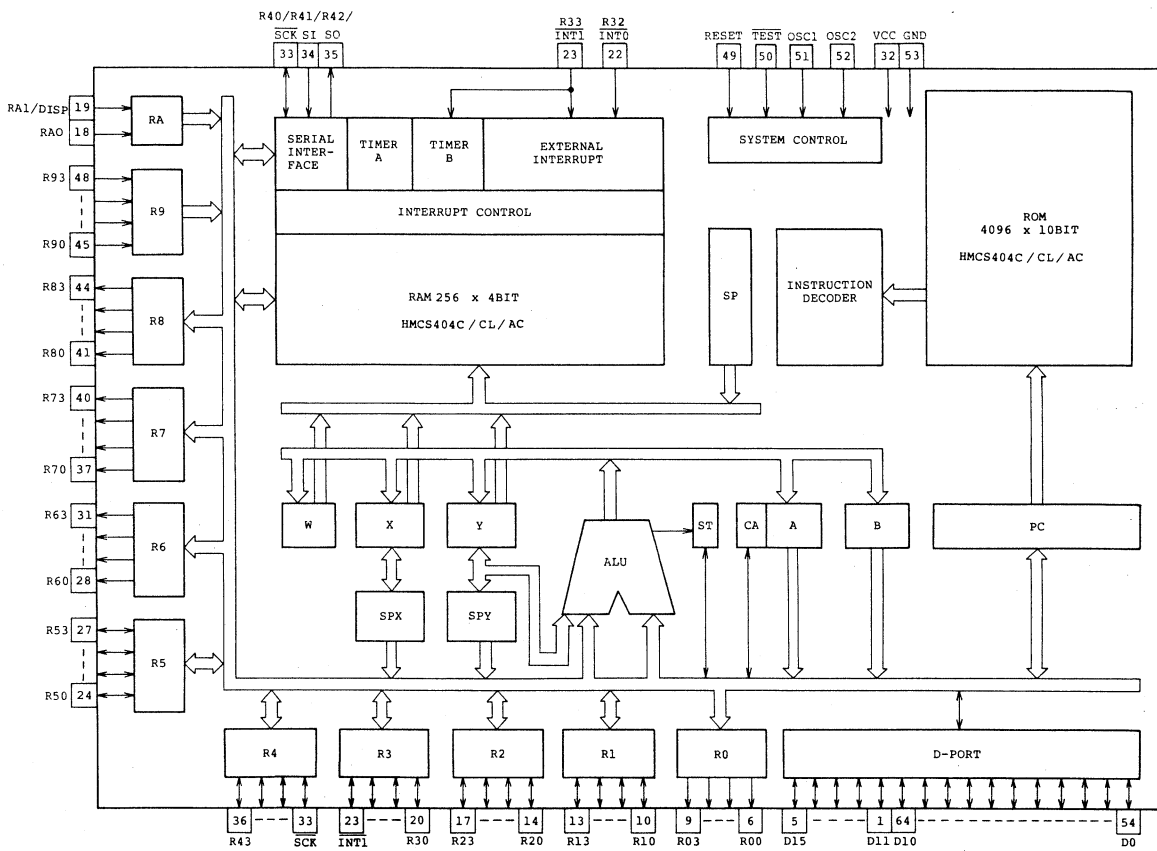 R40/R41/R42/
SCK SI SO
33 34 35
R33
INT1
23
R32
INT0
22
RESET
49
TEST
50
OSC1
51
OSC2
52
VCC GND
32 53
RA1/DISP 19
RA0 18
RA
R93 48
R90 45
R9
R83 44
R80 41
R8
R73 40
R70 37
R7
R63 31
R60 28
R6
R53 27
R50 24
R5
SERIAL
INTER-
FACE
TIMER
A
TIMER
B
EXTERNAL
INTERRUPT
INTERRUPT CONTROL
RAM 256 x 4BIT
HMCS404C/CL/AC
SYSTEM CONTROL
SP
INSTRUCTION
DECODER
ROM
4096 x 10BIT
HMCS404C/CL/AC
W
X
Y
SPX
SPY
ALU
ST
CA
A
B
PC
R4
R3
R2
R1
R0
D-PORT
36 33
R43 SCK
23 20
INT1 R30
17 14
R23 R20
13 10
R13 R10
9 6
R03 R00
5 1 64 54
D15 D11 D10 D0